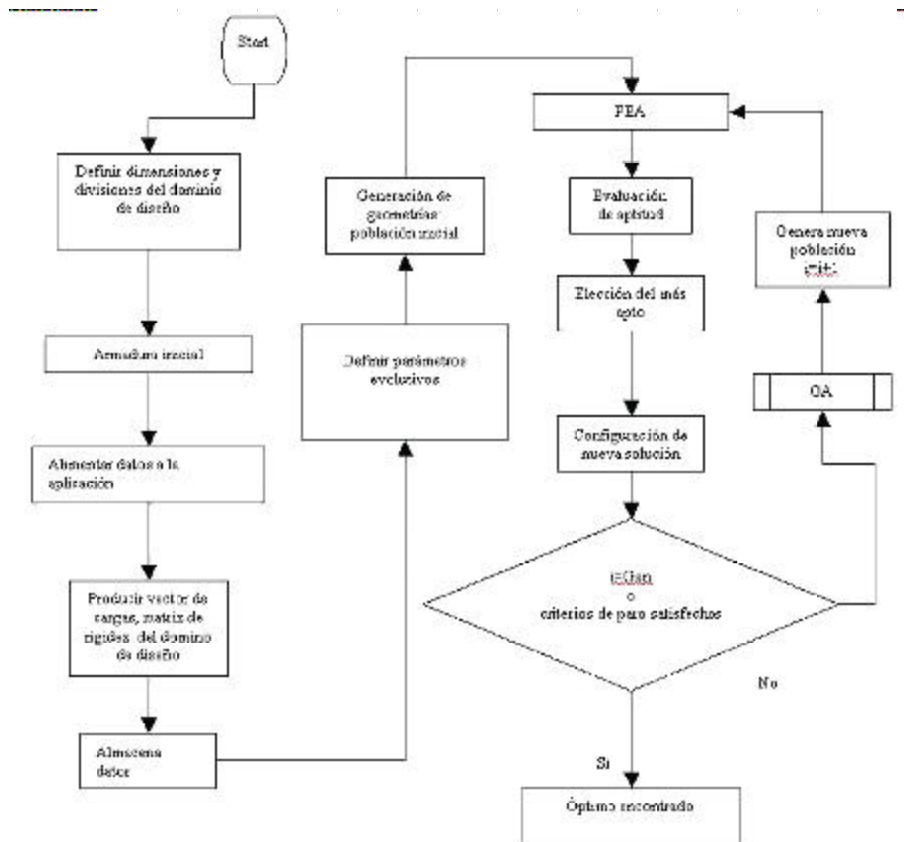 Start
Definir dimensiones y
divisiones del dominio
de diseño
Armadura inicial
Alimentar datos a la
aplicación
Producir vector de
cargas, matriz de
rigidez del domino
de diseño
Almacena
datos
Definir parámetros
evolutivos
Generación de
geometrías
población inicial
FEA
Evaluación
de aptitud
Elección del más
apto
Configuración de
nueva solución
i=Gen
o
criterios de paro satisfechos
No
Si
Óptimo encontrado
GA
Genera nueva
población
i=i+1